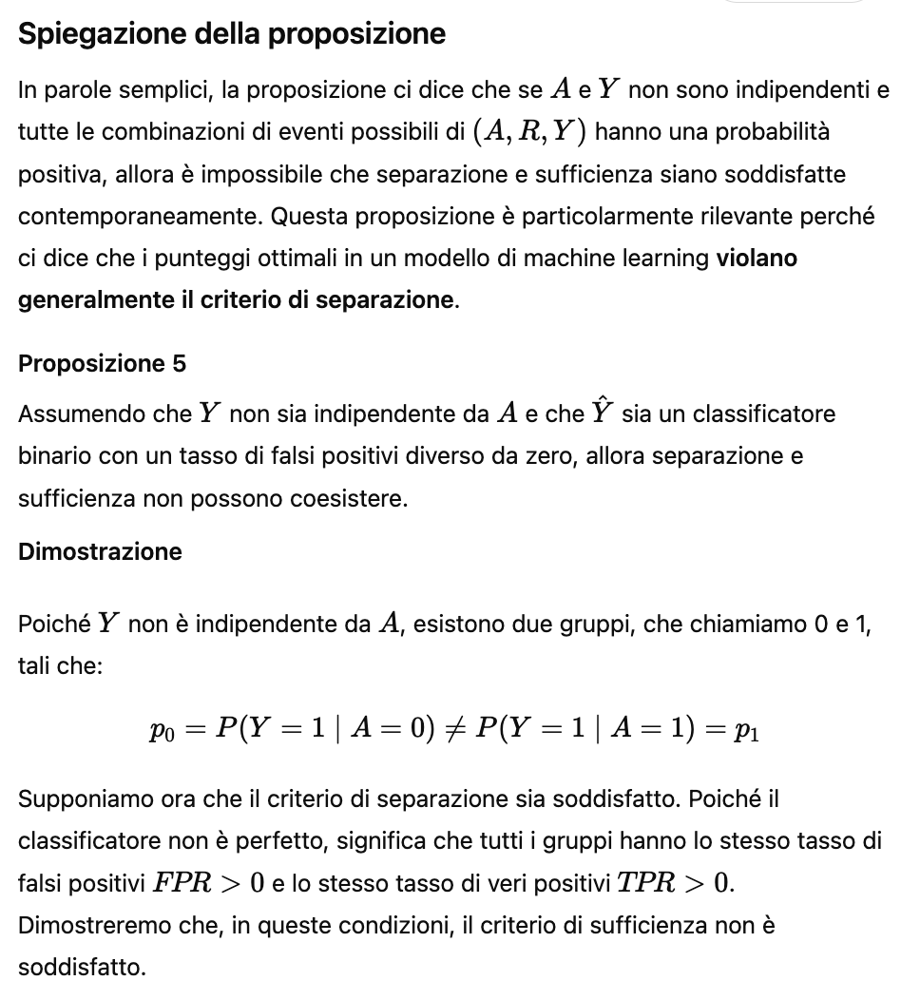 Spiegazione della proposizione
In parole semplici, la proposizione ci dice che se A e Y non sono indipendenti e
tutte le combinazioni di eventi possibili di (A, R, Y) hanno una probabilità
positiva, allora è impossibile che separazione e sufficienza siano soddisfatte
contemporaneamente. Questa proposizione è particolarmente rilevante perché
ci dice che i punteggi ottimali in un modello di machine learning violano
generalmente il criterio di separazione.
Proposizione 5
Assumendo che Y non sia indipendente da A e che Ŷ sia un classificatore
binario con un tasso di falsi positivi diverso da zero, allora separazione e
sufficienza non possono coesistere.
Dimostrazione
Poiché Y non è indipendente da A, esistono due gruppi, che chiamiamo 0 e 1,
tali che:
p₀ = P(Y = 1 | A = 0) ≠ P(Y = 1 | A = 1) = p₁
Supponiamo ora che il criterio di separazione sia soddisfatto. Poiché il
classificatore non è perfetto, significa che tutti i gruppi hanno lo stesso tasso di
falsi positivi FPR > 0 e lo stesso tasso di veri positivi TPR > 0.
Dimostreremo che, in queste condizioni, il criterio di sufficienza non è
soddisfatto.